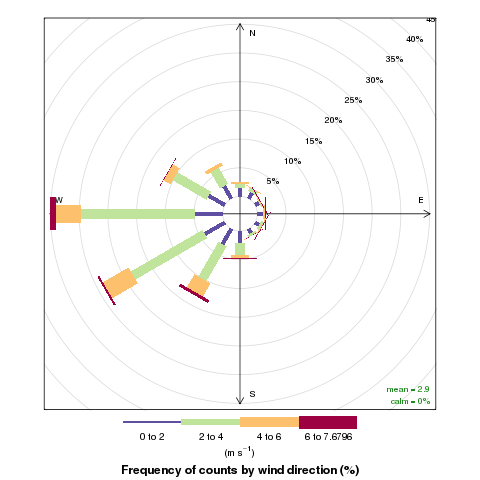 45
40%
N
35%
30%
25%
20%
15%
10%
5%
W
E
S
mean = 2.9
calm = 0%
0 to 2
2 to 4
4 to 6
6 to 7.6796
(m s⁻¹)
Frequency of counts by wind direction (%)